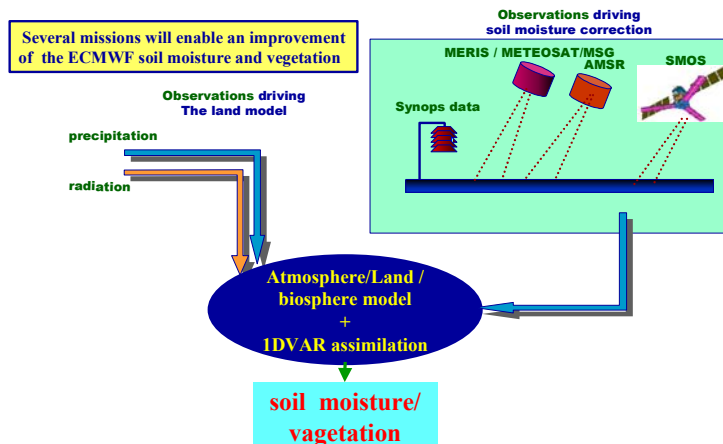 Several missions will enable an improvement
of the ECMWF soil moisture and vegetation
Observations driving
The land model
precipitation
radiation
Observations driving
soil moisture correction
MERIS / METEOSAT/MSG
AMSR
SMOS
Synops data
Atmosphere/Land /
biosphere model
+
1DVAR assimilation
soil moisture/
vagetation